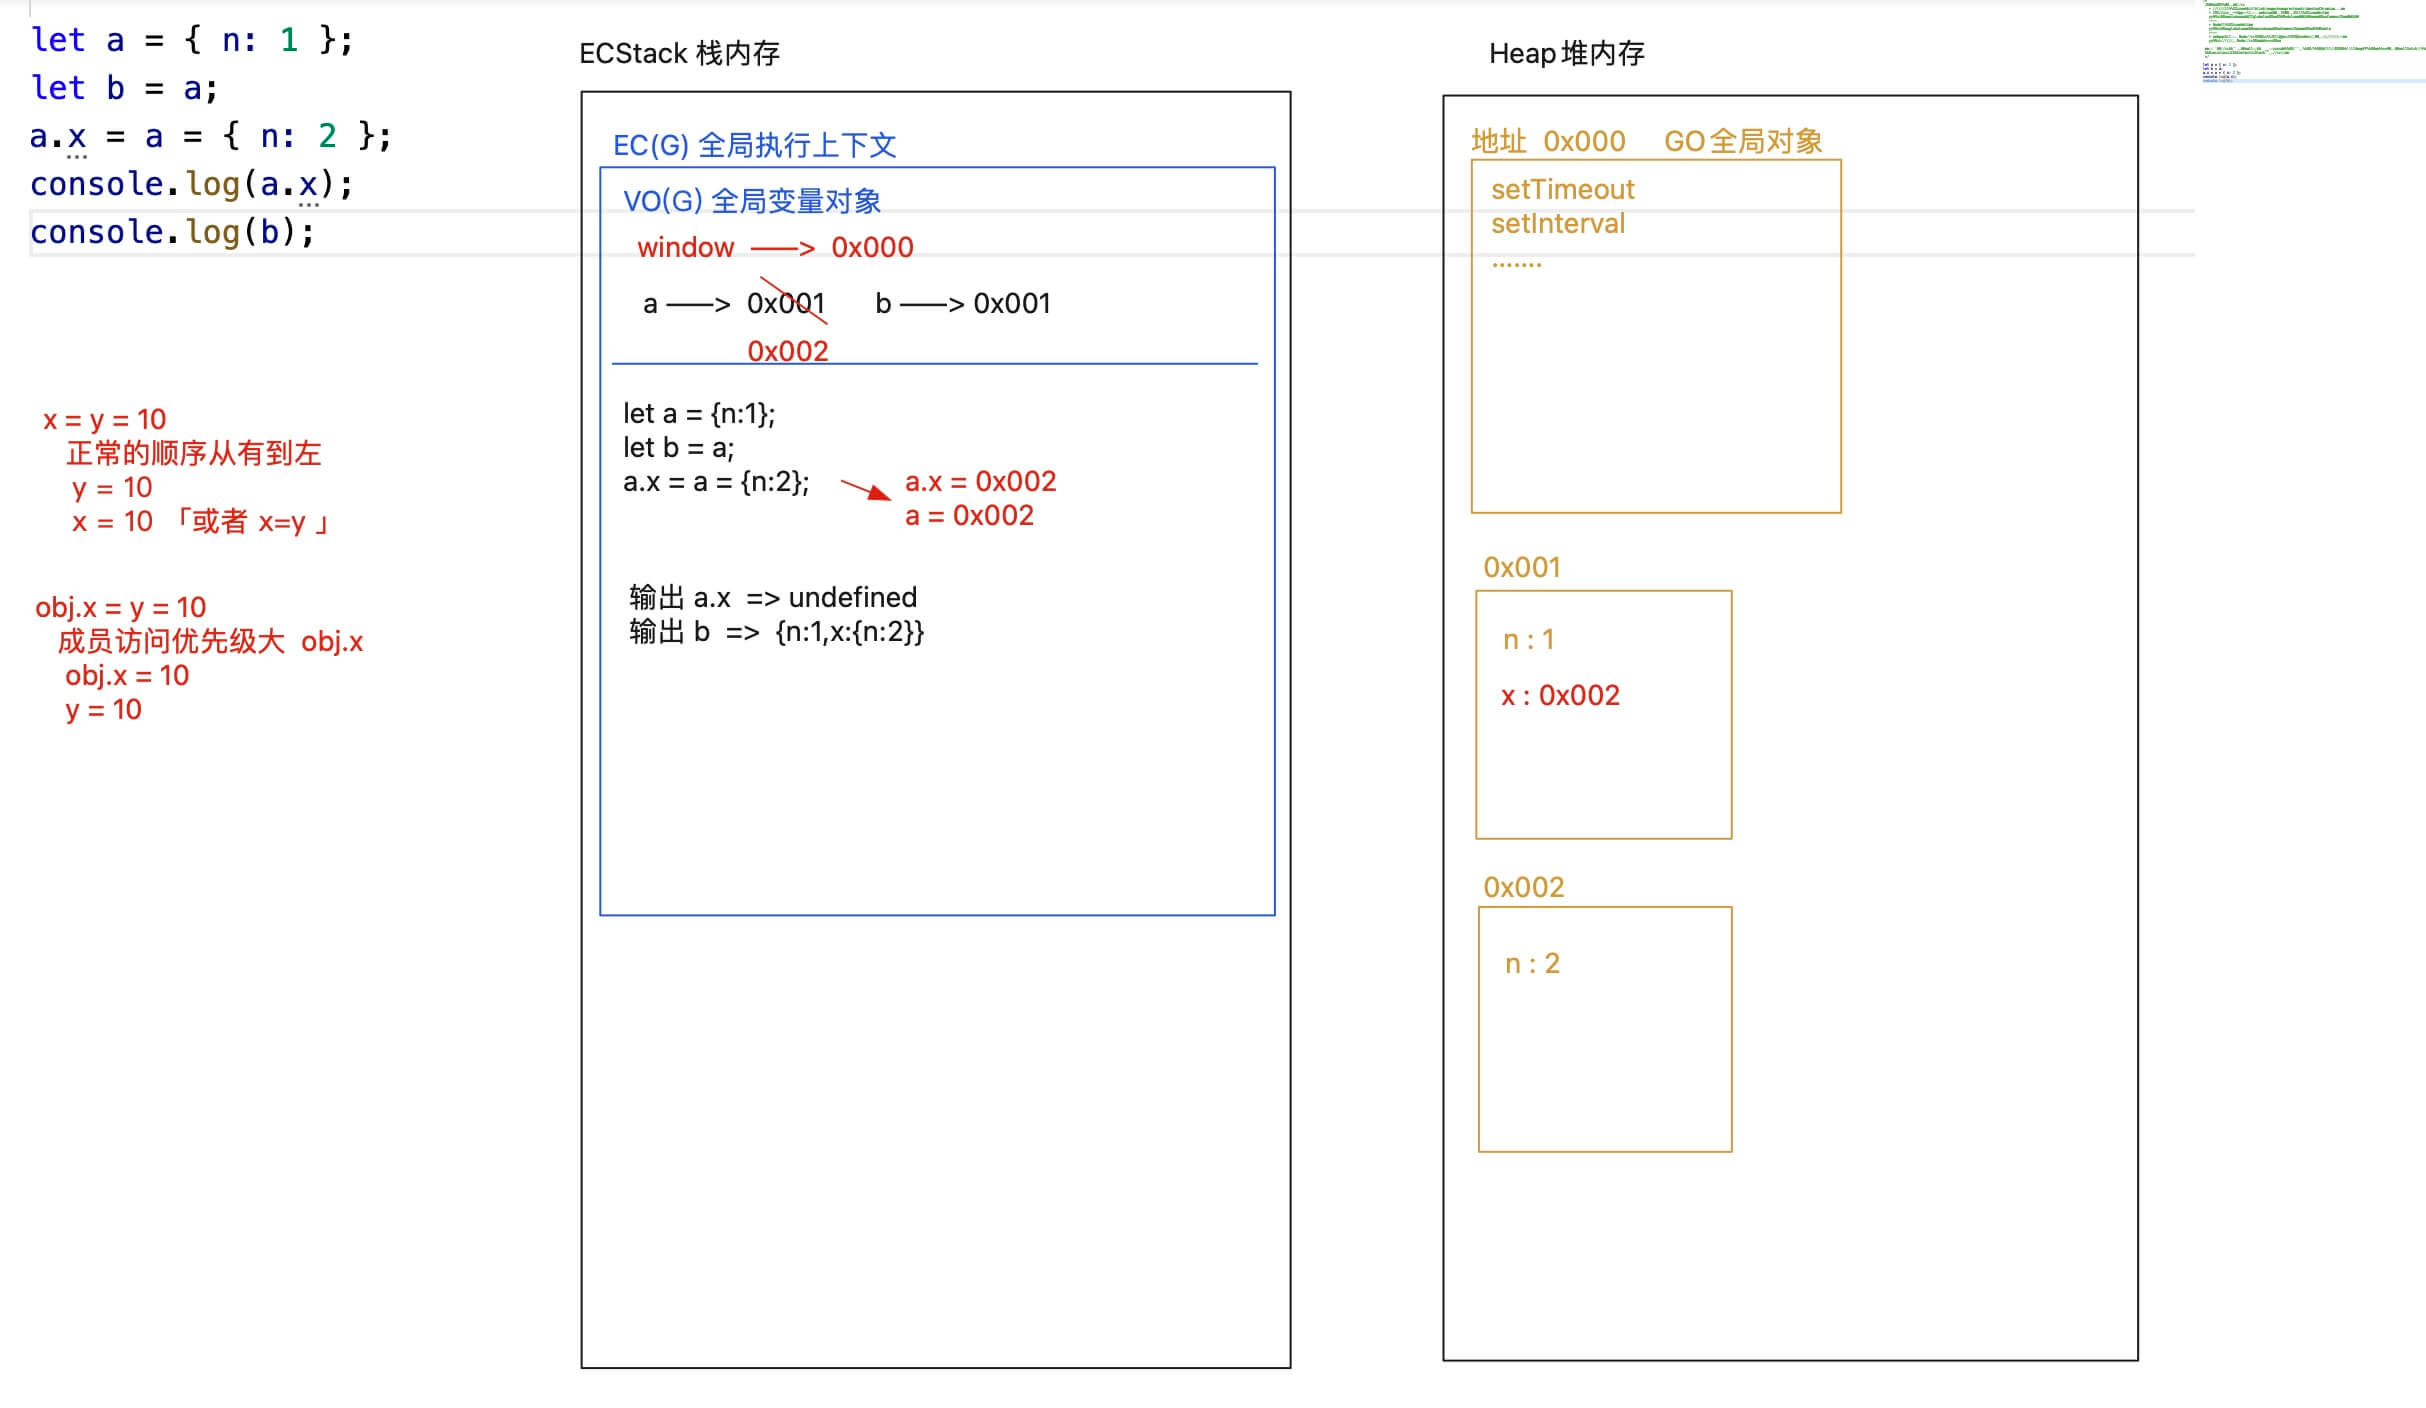 let a = { n: 1 };
let b = a;
a.x = a = { n: 2 };
console.log(a.x);
console.log(b);
x = y = 10
正常的顺序从有到左
y = 10
x = 10 「或者 x=y 」
obj.x = y = 10
成员访问优先级大 obj.x
obj.x = 10
y = 10
ECStack 栈内存
EC(G) 全局执行上下文
VO(G) 全局变量对象
window ——> 0x000
a ——> 0x001 b ——> 0x001
0x002
let a = {n:1};
let b = a;
a.x = a = {n:2};
a.x = 0x002
a = 0x002
输出 a.x => undefined
输出 b => {n:1,x:{n:2}}
Heap 堆内存
地址 0x000 GO 全局对象
setTimeout
setInterval
.......
0x001
n : 1
x : 0x002
0x002
n : 2